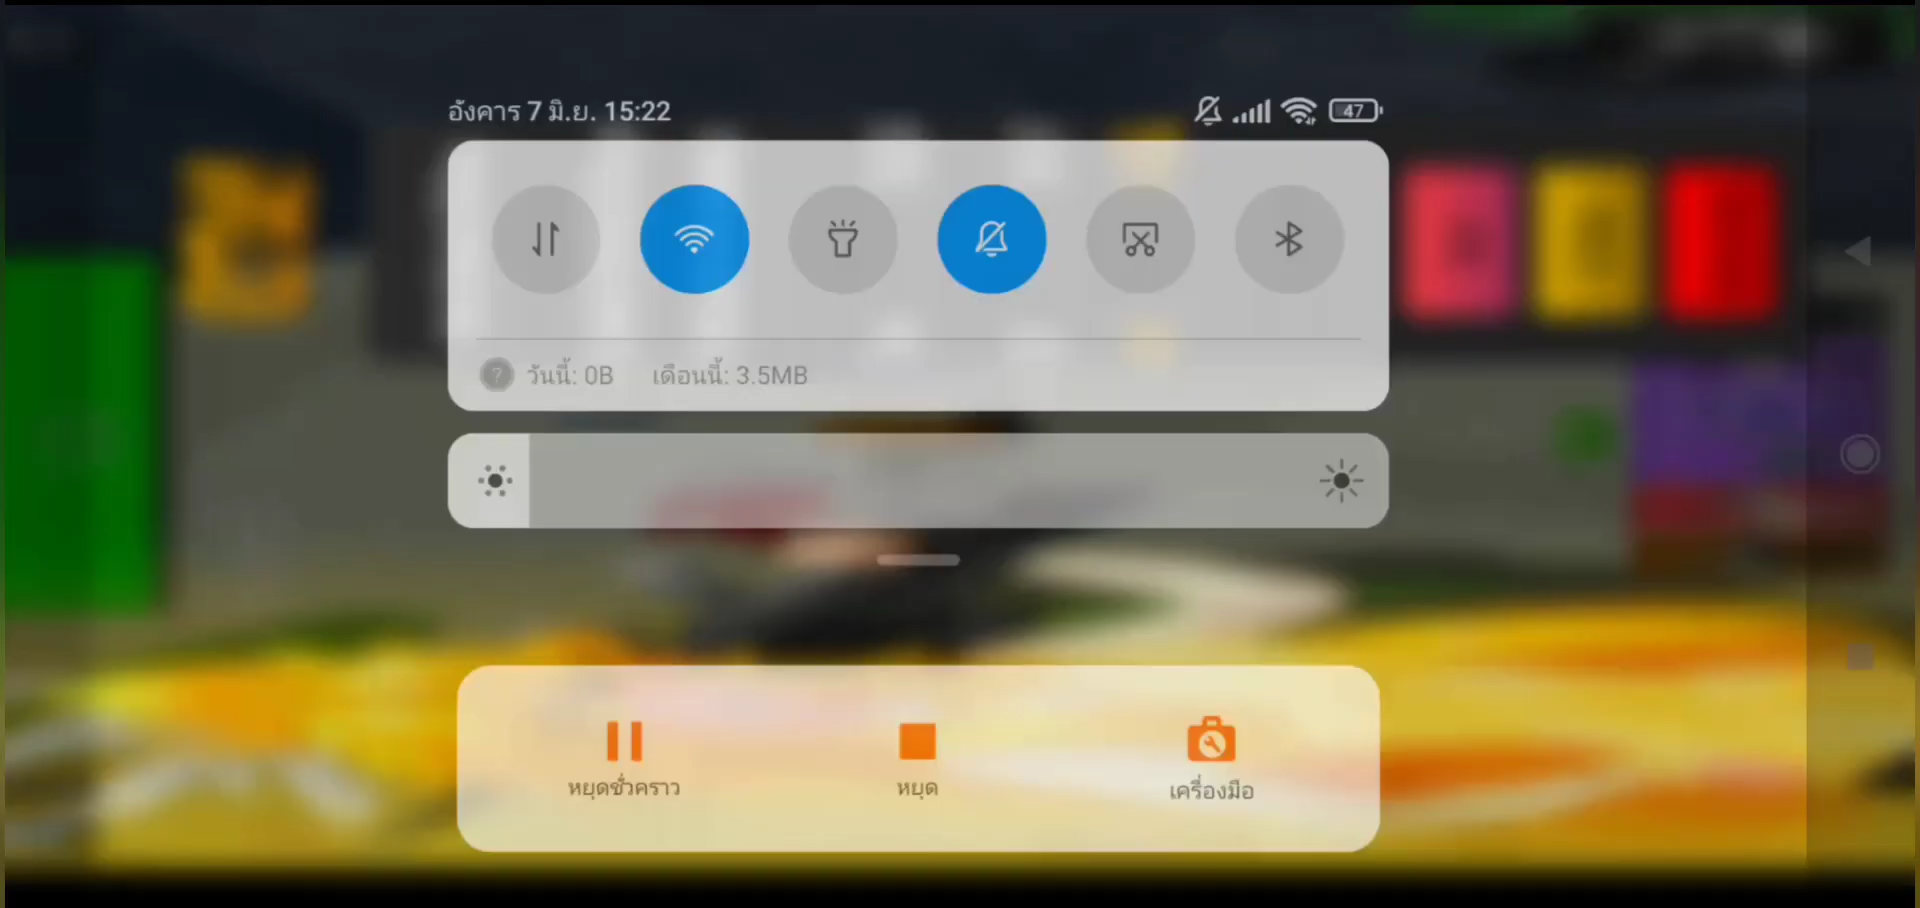 อังคาร 7 มิ.ย. 15:22
47
วันนี้: 0B เดือนนี้: 3.5MB
หยุดชั่วคราว
หยุด
เครื่องมือ